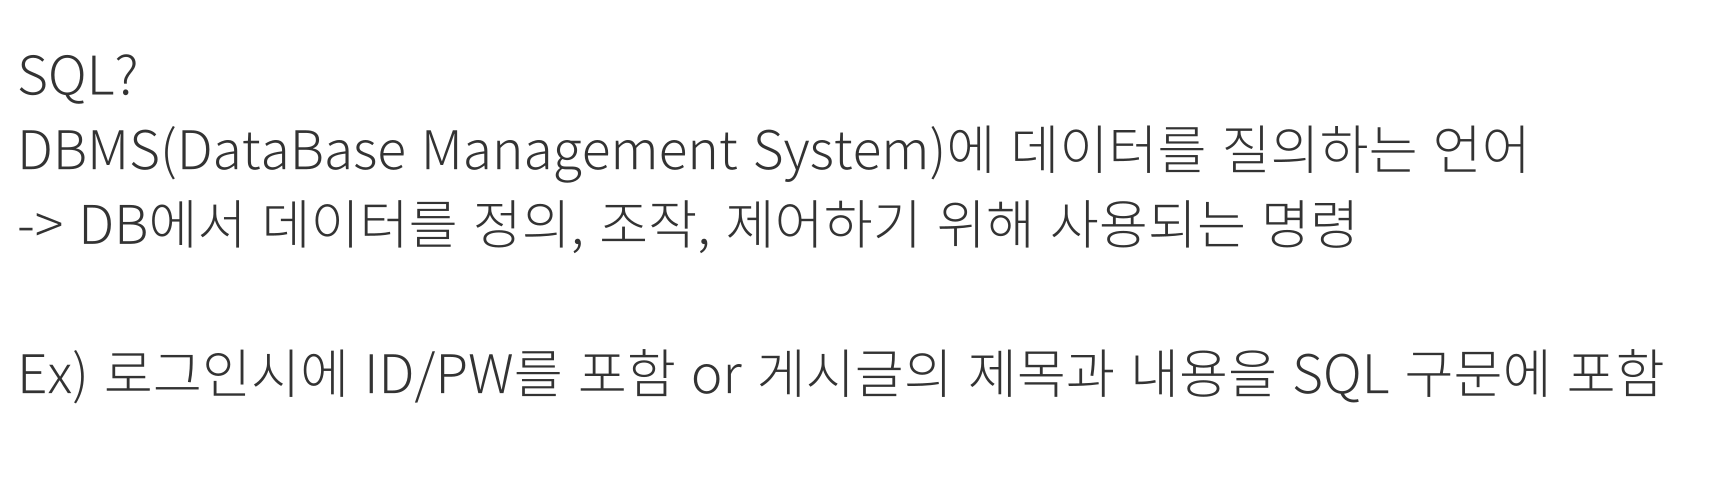 SQL?
DBMS(DataBase Management System)에 데이터를 질의하는 언어
-> DB에서 데이터를 정의, 조작, 제어하기 위해 사용되는 명령
Ex) 로그인시에 ID/PW를 포함 or 게시글의 제목과 내용을 SQL 구문에 포함